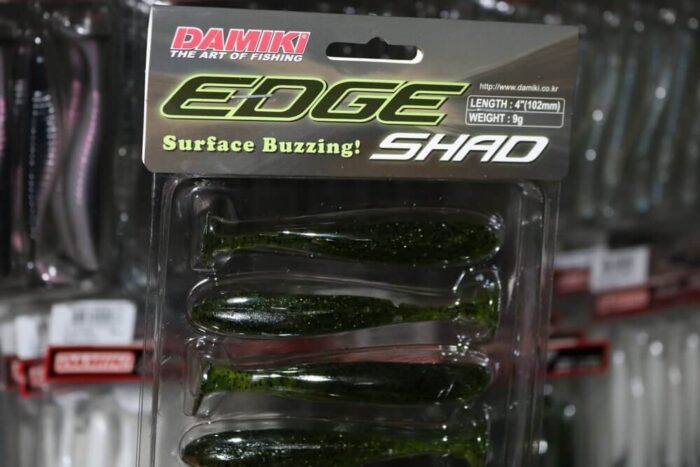 DAMIKI
THE ART OF FISHING
http://www.damiki.co.kr
EDGE
LENGTH : 4"(102mm)
WEIGHT : 9g
Surface Buzzing!
SHAD
DAMIKI